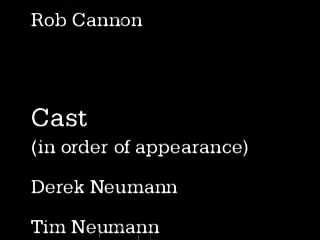 Rob Cannon
Cast
(in order of appearance)
Derek Neumann
Tim Neumann